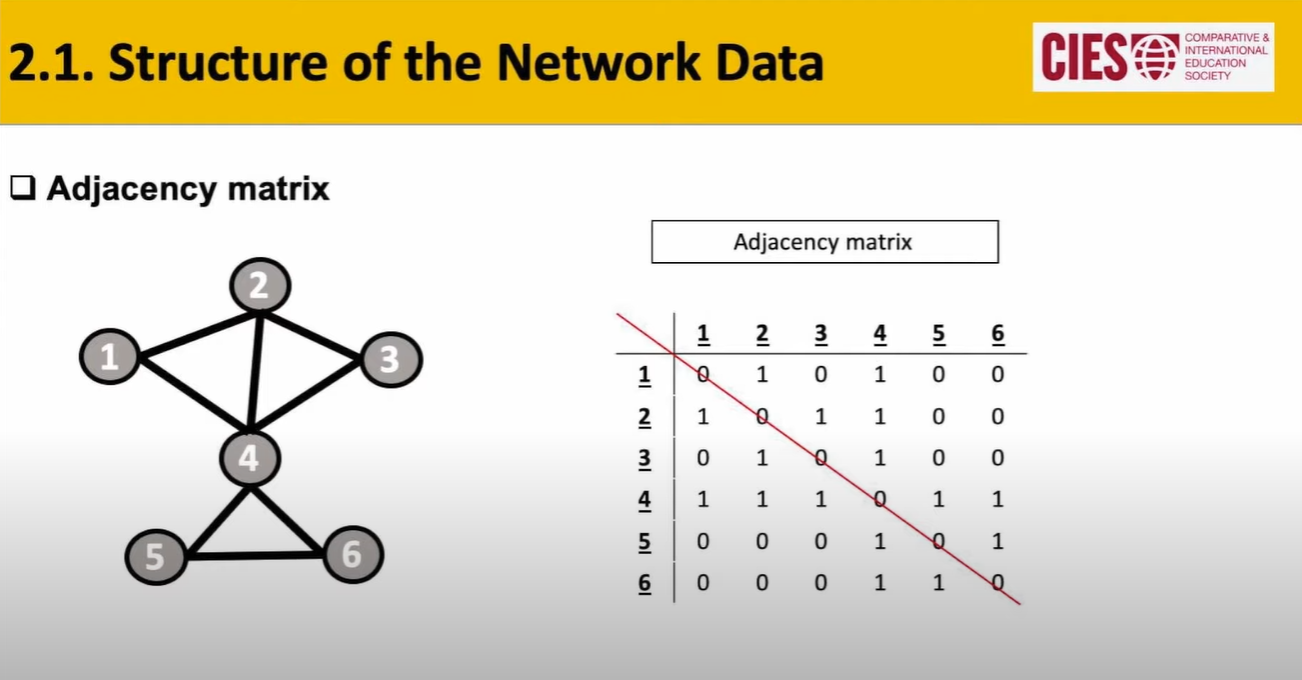 2.1. Structure of the Network Data
CIES
COMPARATIVE &
INTERNATIONAL
EDUCATION
SOCIETY
❑ Adjacency matrix
2
1
3
4
5
6
Adjacency matrix
1 2 3 4 5 6
1 0 1 0 1 0 0
2 1 0 1 1 0 0
3 0 1 0 1 0 0
4 1 1 1 0 1 1
5 0 0 0 1 0 1
6 0 0 0 1 1 0